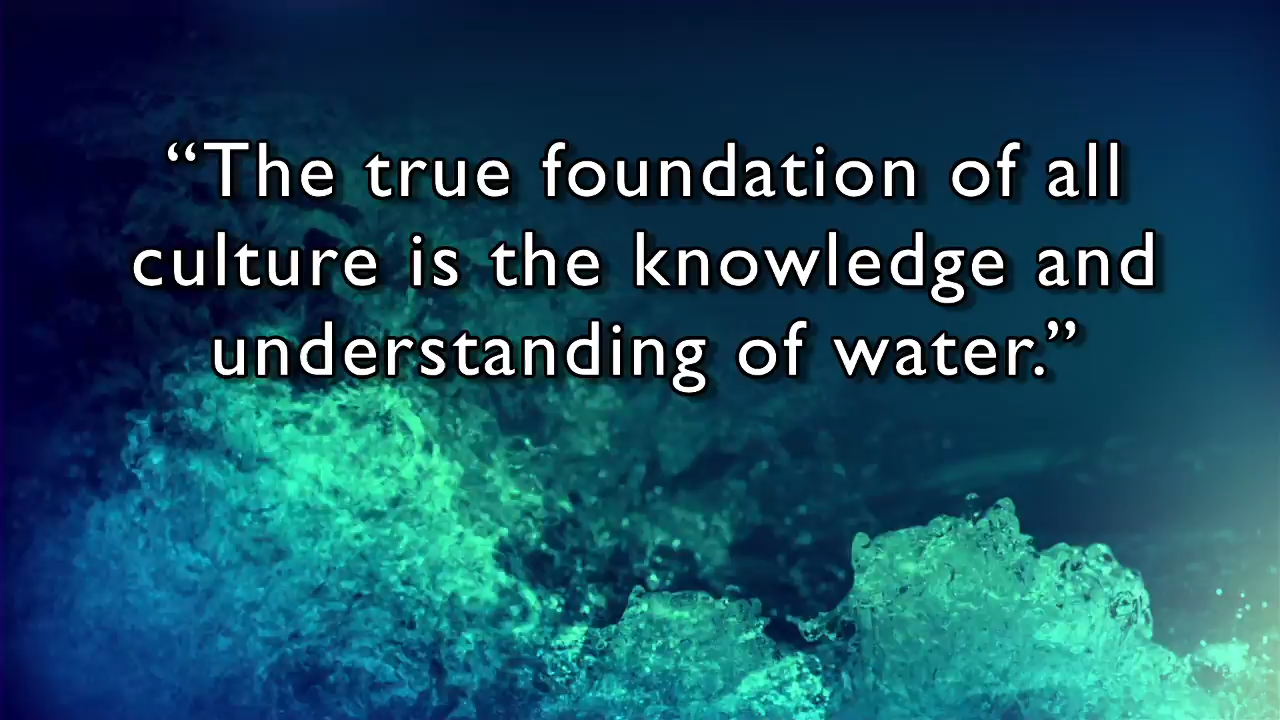 “The true foundation of all
culture is the knowledge and
understanding of water.”